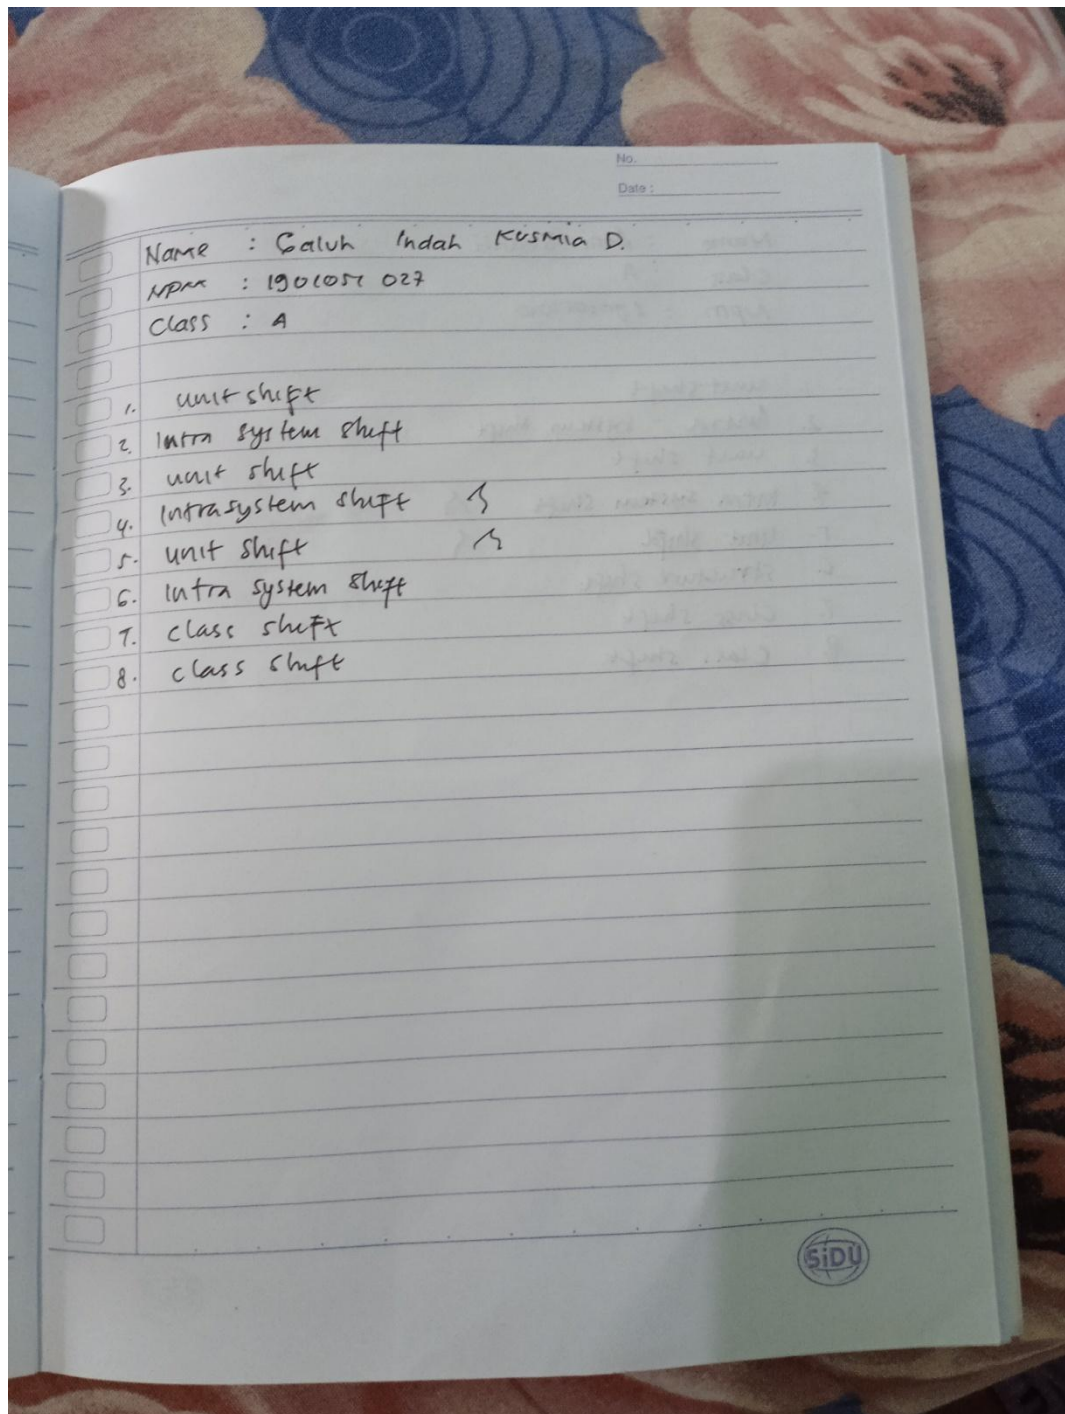 No.
Date :
Name : Galuh Indah Kusmia D.
NPM : 027
Class : A
1. unit shift
2. Intra system shift
3. unit shift
4. Intrasystem shift
5. unit shift
6. Intra system shift
7. class shift
8. class shift
SiDU